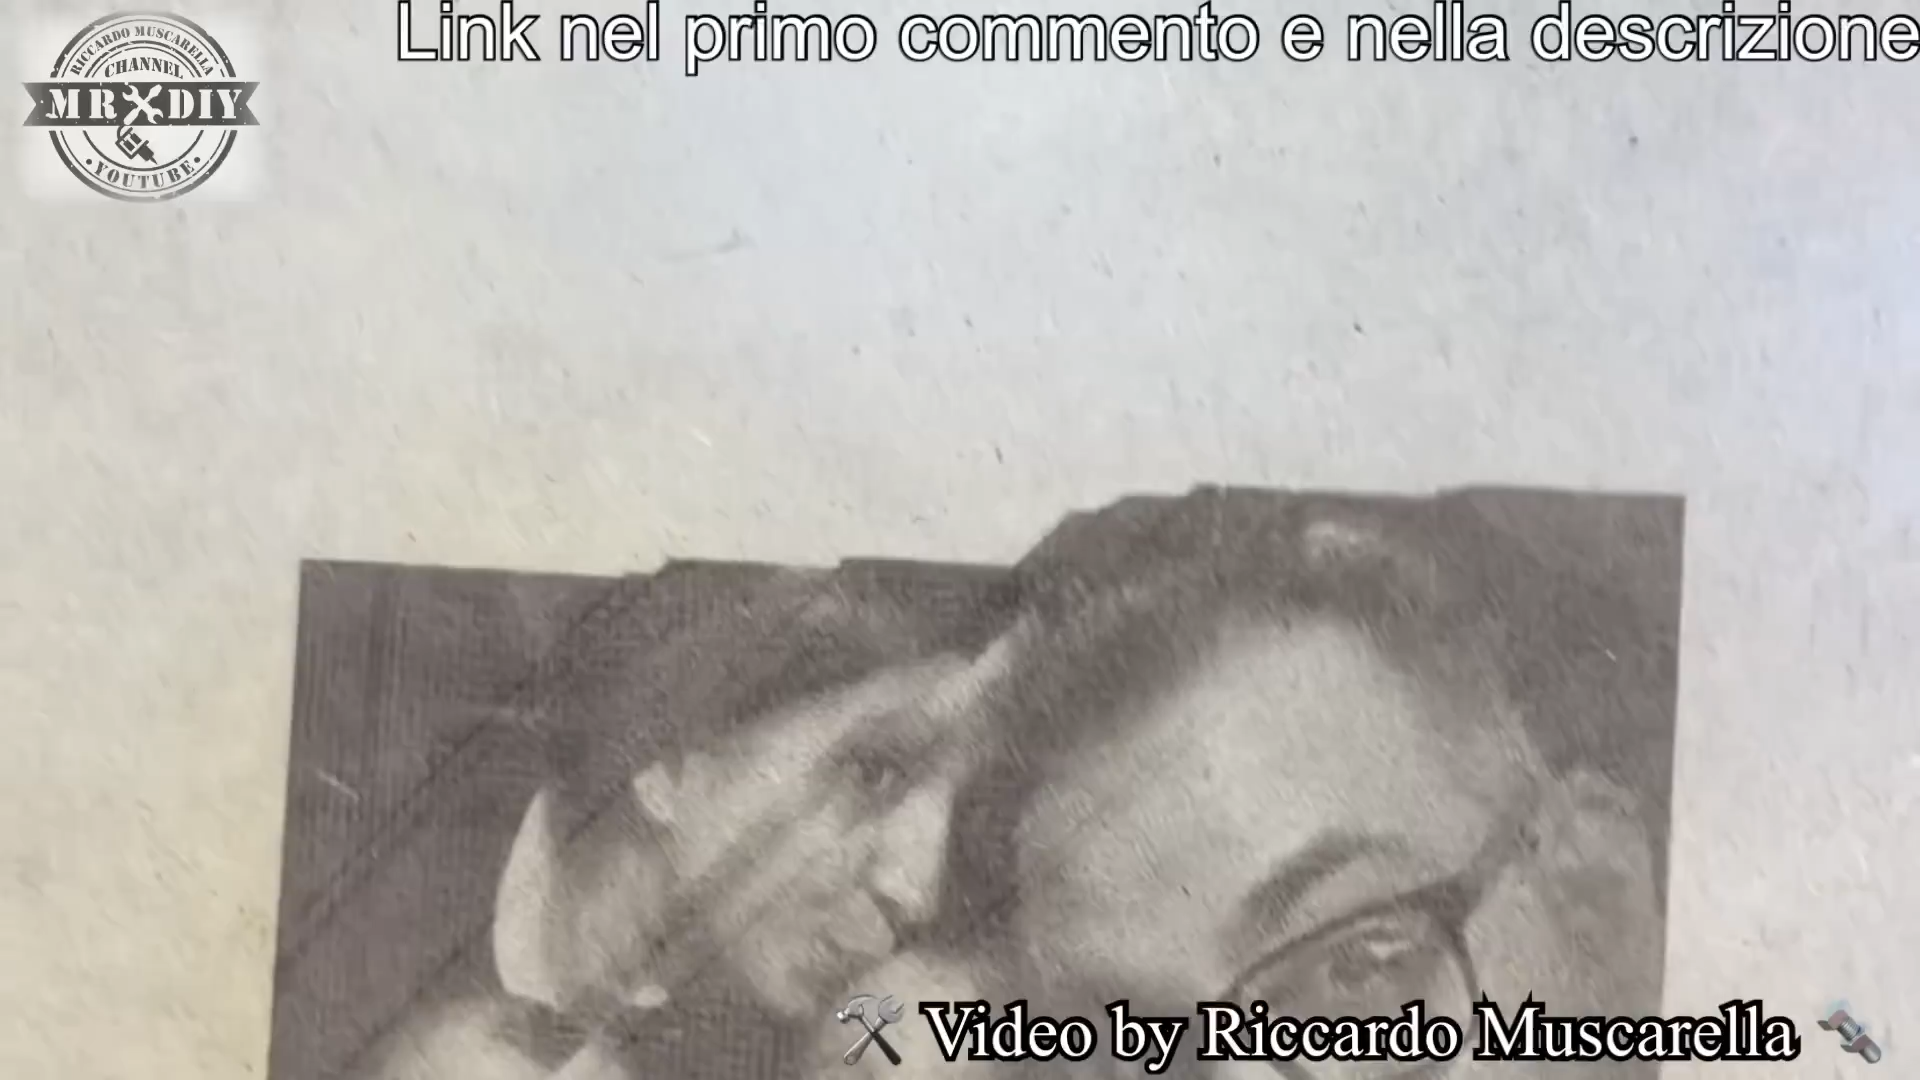 Link nel primo commento e nella descrizione
RICCARDO MUSCARELLA
CHANNEL
MR DIY
• YOUTUBE •
Video by Riccardo Muscarella